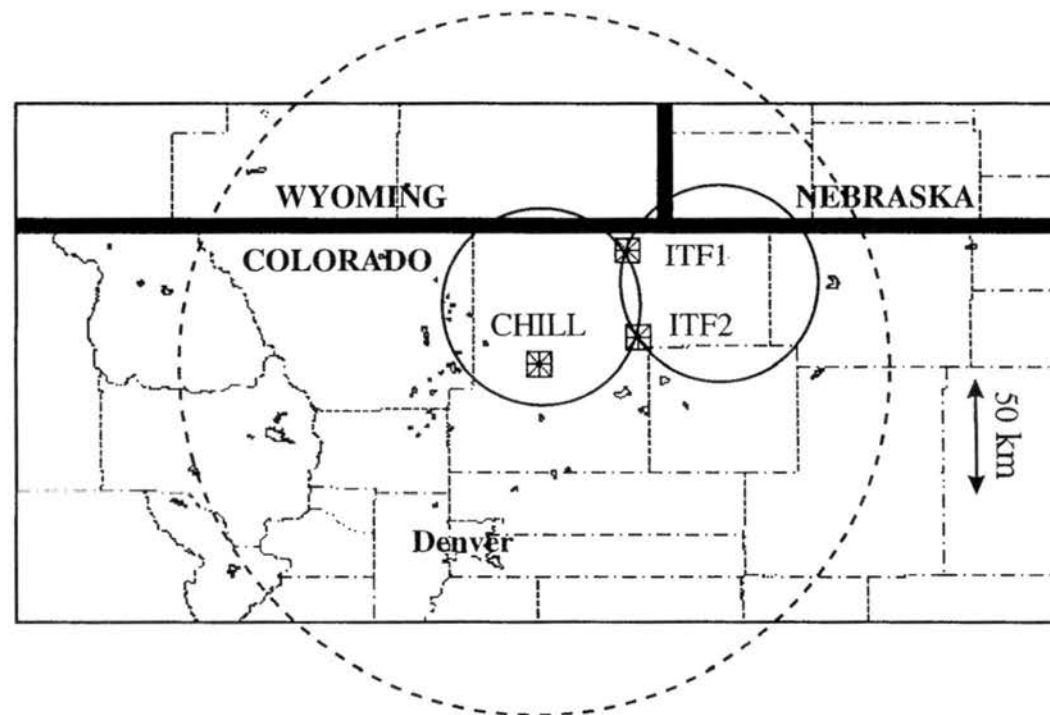 WYOMING
NEBRASKA
COLORADO
ITF1
CHILL
ITF2
50 km
Denver